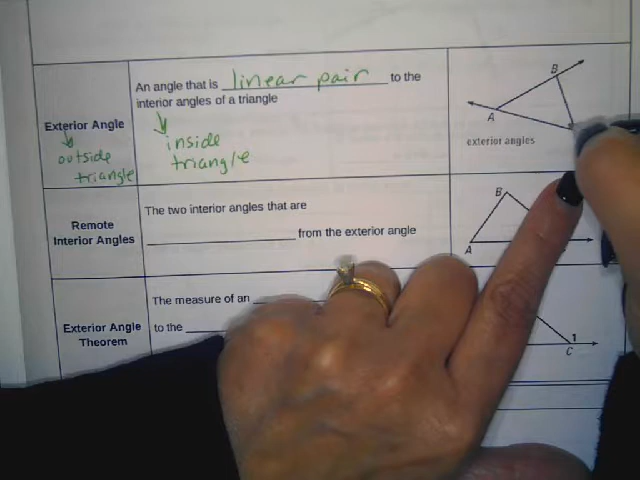 An angle that is linear pair to the
interior angles of a triangle
Exterior Angle
outside
triangle
inside
triangle
B
A
exterior angles
Remote
Interior Angles
The two interior angles that are
from the exterior angle
B
A
Exterior Angle
Theorem
The measure of an
to the
1
C